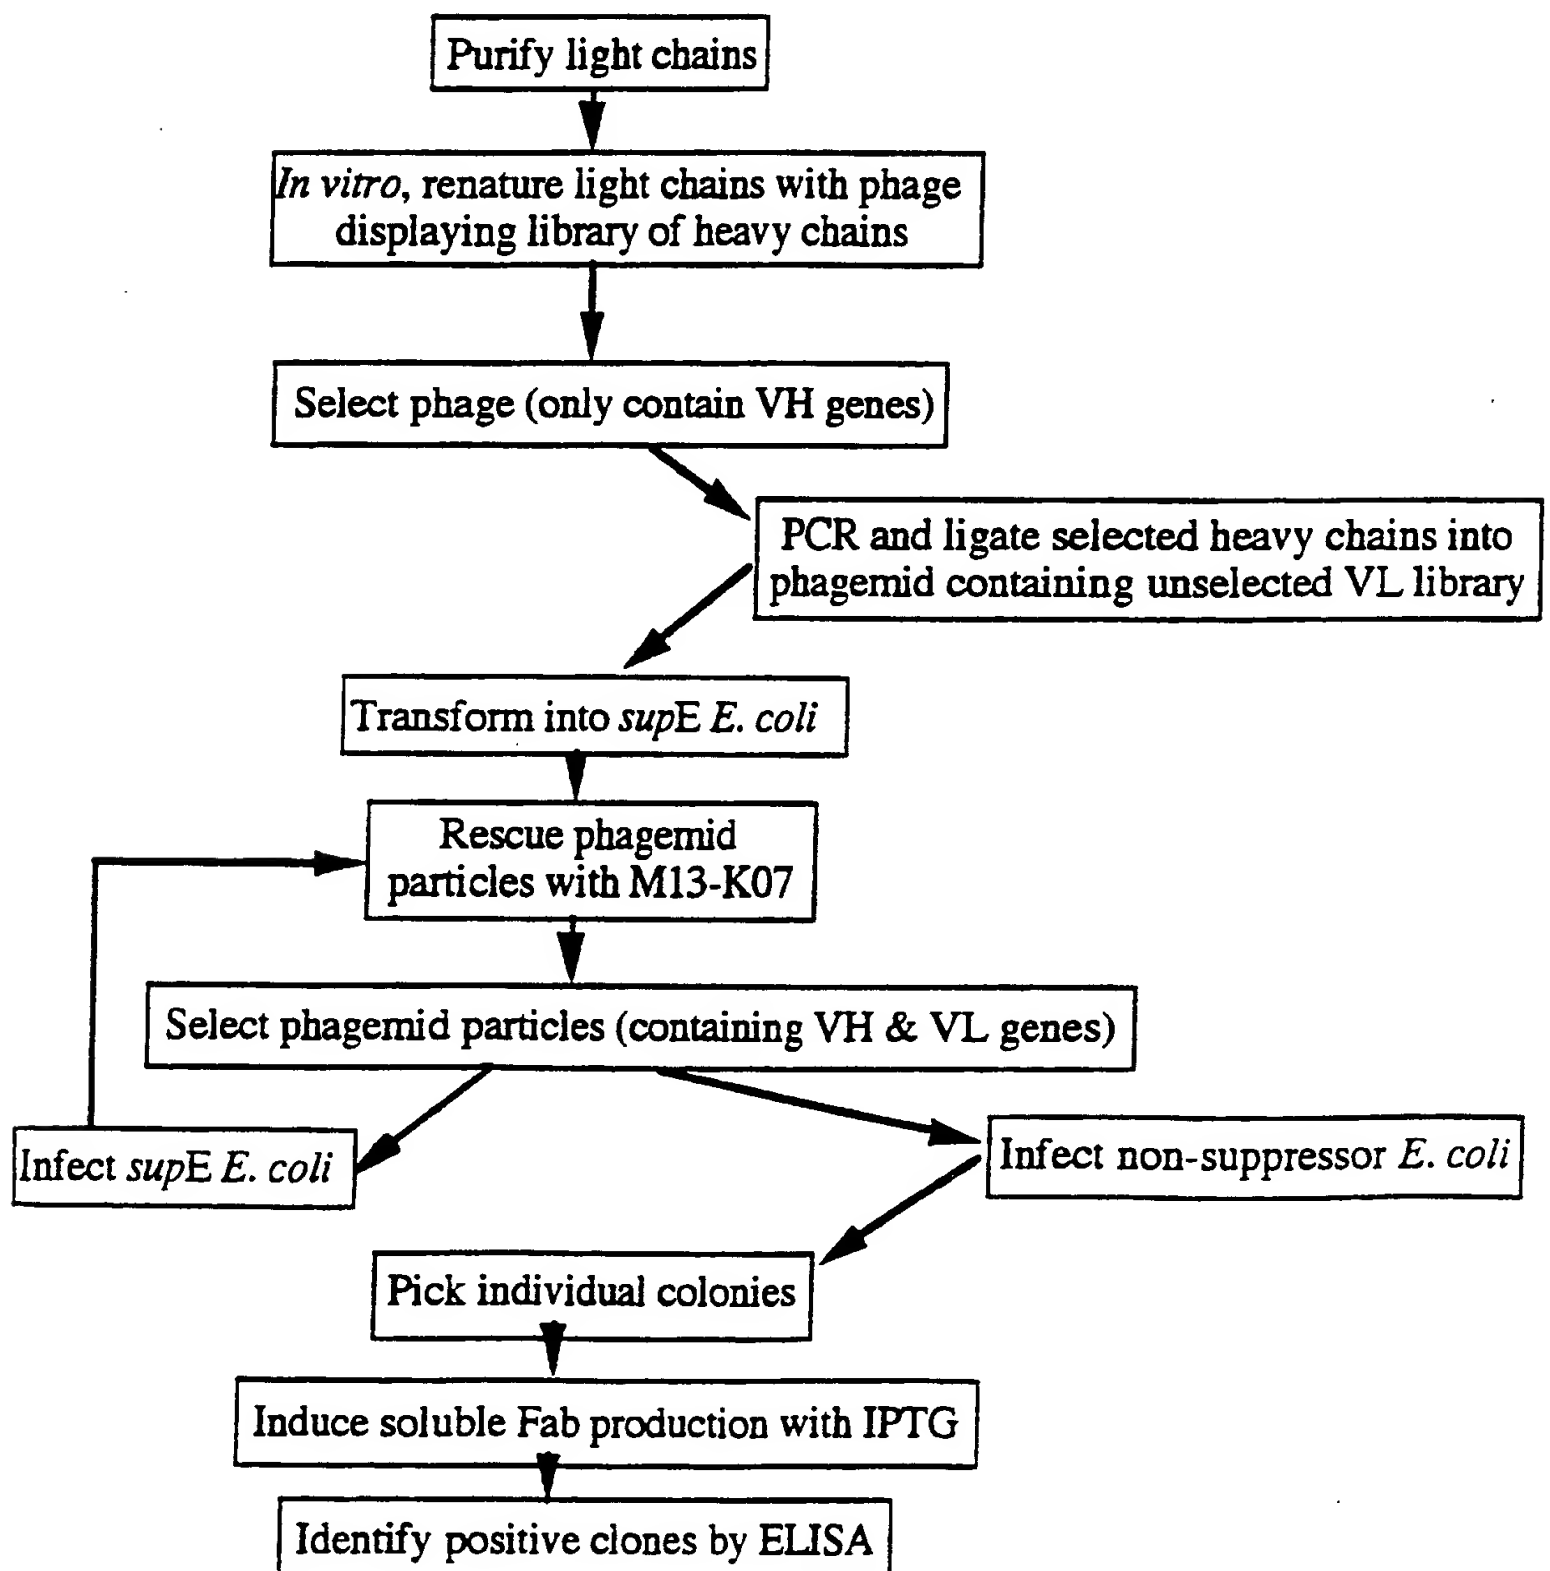 Purify light chains
In vitro, renature light chains with phage
displaying library of heavy chains
Select phage (only contain VH genes)
PCR and ligate selected heavy chains into
phagemid containing unselected VL library
Transform into supE E. coli
Rescue phagemid
particles with M13-K07
Select phagemid particles (containing VH & VL genes)
Infect supE E. coli
Infect non-suppressor E. coli
Pick individual colonies
Induce soluble Fab production with IPTG
Identify positive clones by ELISA